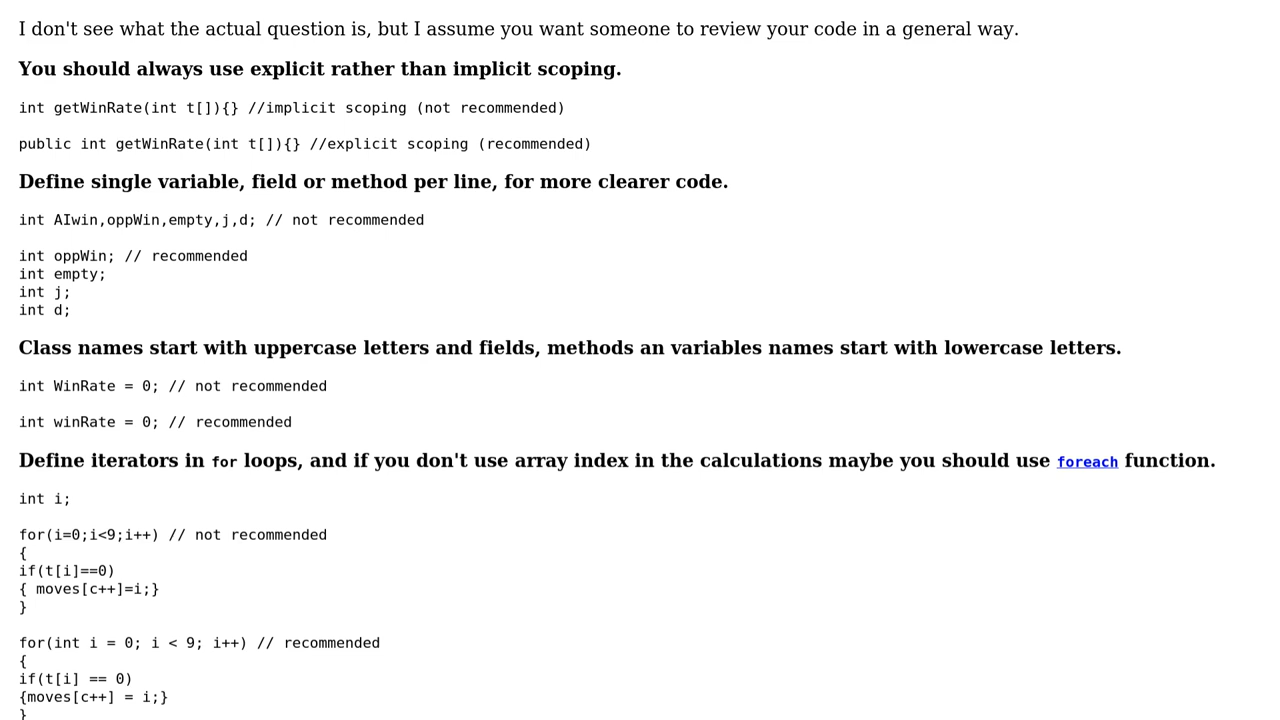 I don't see what the actual question is, but I assume you want someone to review your code in a general way.
You should always use explicit rather than implicit scoping.
int getWinRate(int t[]){} //implicit scoping (not recommended)
public int getWinRate(int t[]){} //explicit scoping (recommended)
Define single variable, field or method per line, for more clearer code.
int AIwin,oppWin,empty,j,d; // not recommended
int oppWin; // recommended
int empty;
int j;
int d;
Class names start with uppercase letters and fields, methods an variables names start with lowercase letters.
int WinRate = 0; // not recommended
int winRate = 0; // recommended
Define iterators in for loops, and if you don't use array index in the calculations maybe you should use foreach function.
int i;
for(i=0;i<9;i++) // not recommended
{
if(t[i]==0)
{ moves[c++]=i;}
}
for(int i = 0; i < 9; i++) // recommended
{
if(t[i] == 0)
{moves[c++] = i;}
}